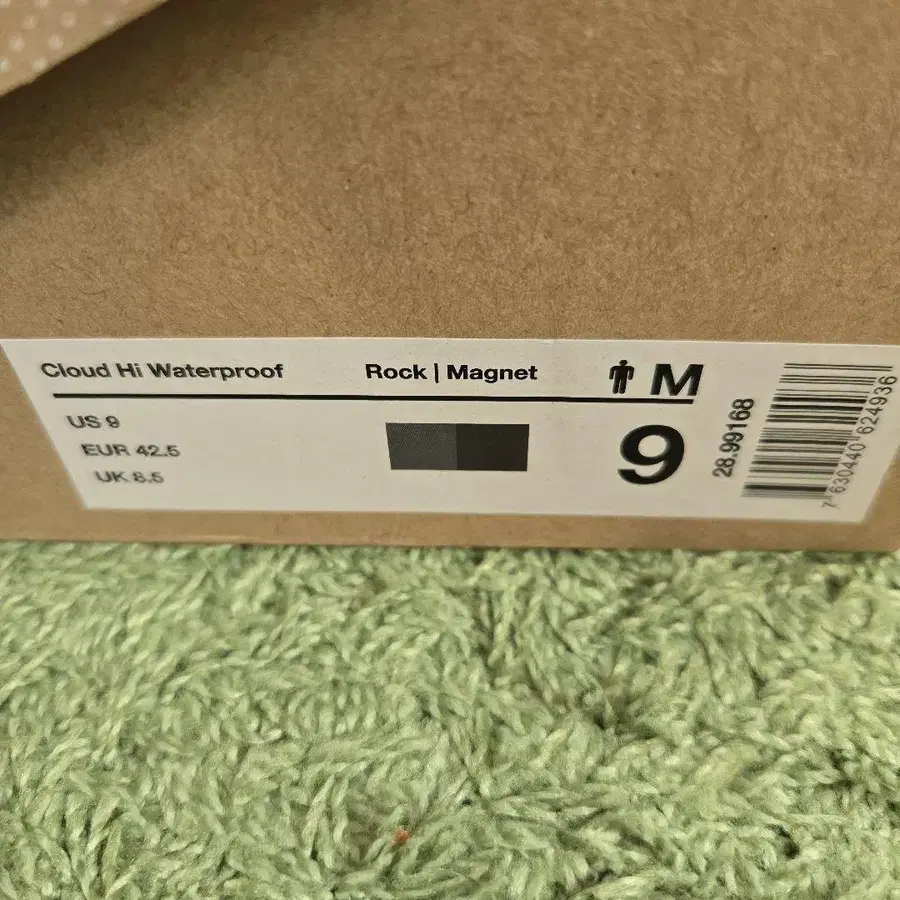 Cloud Hi Waterproof
Rock | Magnet
M
US 9
EUR 42.5
UK 8.5
9
28.99168
7 630440 624936